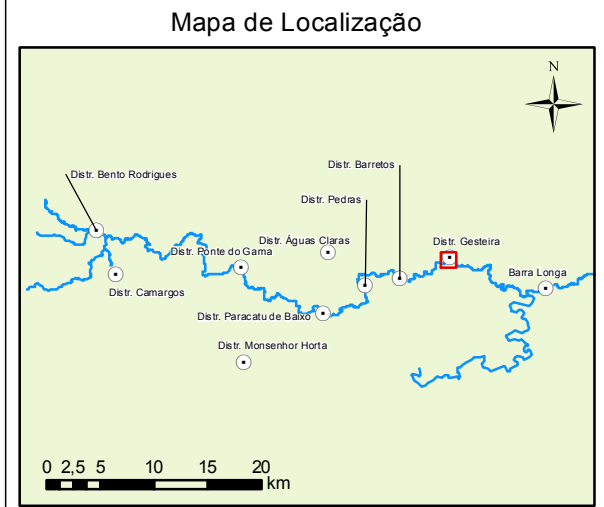 Mapa de Localização
N
Distr. Barretos
Distr. Bento Rodrigues
Distr. Pedras
Distr. Águas Claras
Distr. Gesteira
Distr. Ponte do Gama
Barra Longa
Distr. Camargos
Distr. Paracatu de Baixo
Distr. Monsenhor Horta
0 2,5 5 10 15 20
km